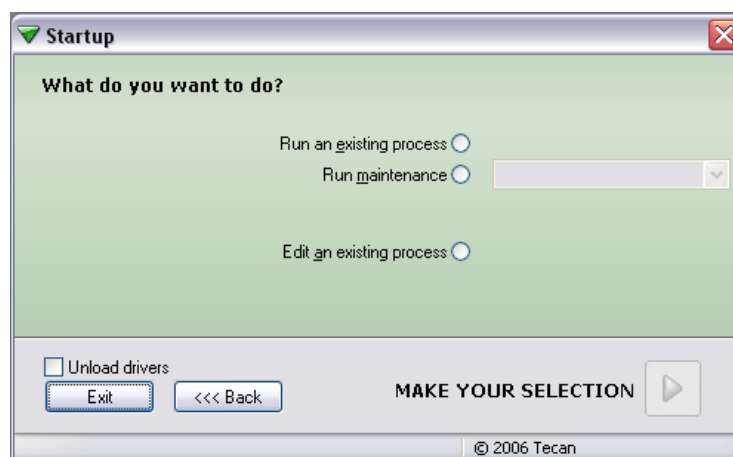 Startup
What do you want to do?
Run an existing process
Run maintenance
Edit an existing process
Unload drivers
Exit
<<< Back
MAKE YOUR SELECTION
© 2006 Tecan